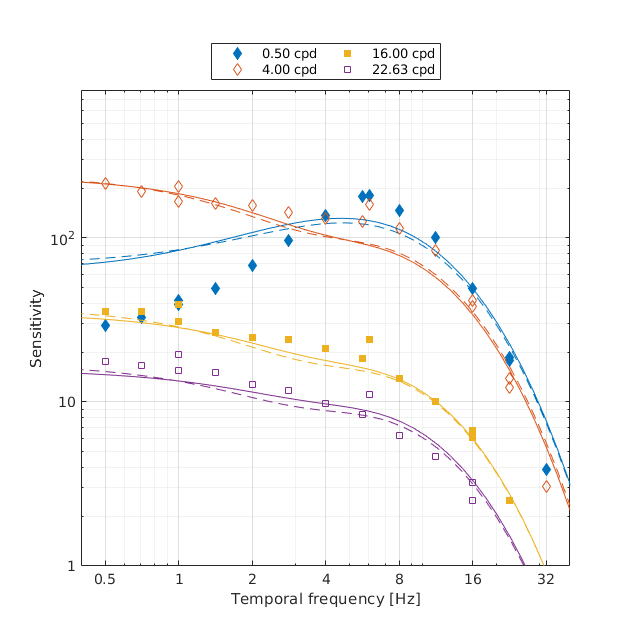 0.50 cpd 16.00 cpd
4.00 cpd 22.63 cpd
10²
10
1
Sensitivity
0.5 1 2 4 8 16 32
Temporal frequency [Hz]